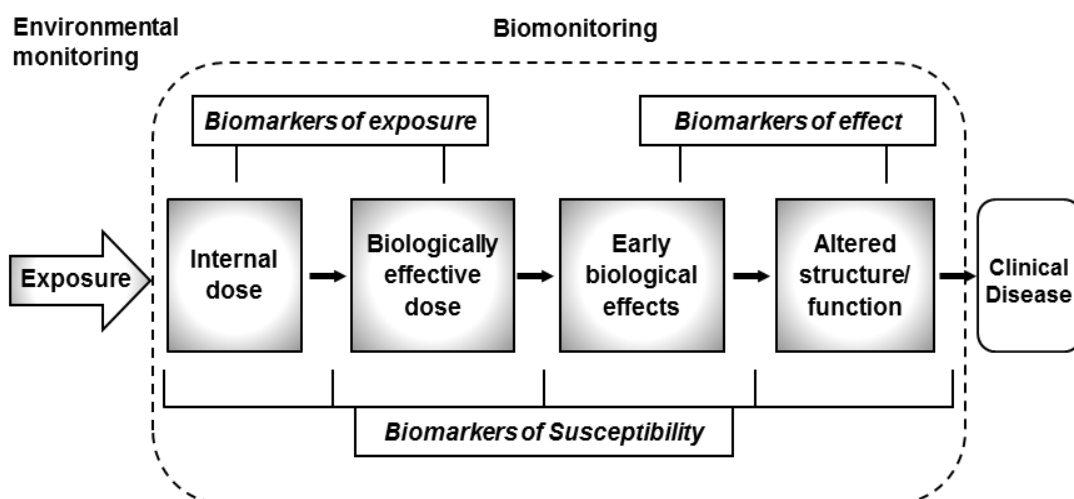 Environmental
monitoring
Biomonitoring
Biomarkers of exposure
Biomarkers of effect
Exposure
Internal
dose
Biologically
effective
dose
Early
biological
effects
Altered
structure/
function
Clinical
Disease
Biomarkers of Susceptibility